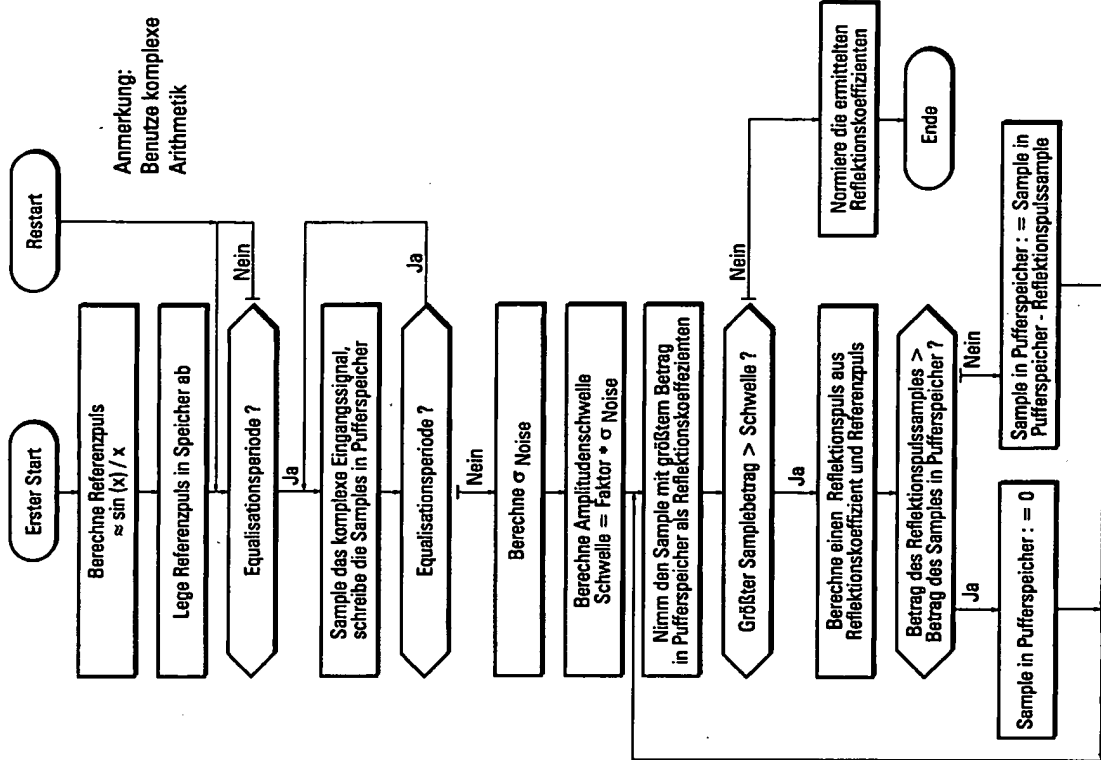 Erster Start
Restart
Anmerkung:
Benutze komplexe
Arithmetik
Berechne Referenzpuls
≈ sin (x) / x
Lege Referenzpuls in Speicher ab
Equalisationsperiode ?
Nein
Ja
Sample das komplexe Eingangssignal,
schreibe die Samples in Pufferspeicher
Equalisationsperiode ?
Ja
Nein
Berechne σ Noise
Berechne Amplitudenschwelle
Schwelle = Faktor * σ Noise
Nimm den Sample mit größtem Betrag
in Pufferspeicher als Reflektionskoeffezienten
Größter Samplebetrag > Schwelle ?
Nein
Ja
Normiere die ermittelten
Reflektionskoeffizienten
Ende
Berechne einen Reflektionspuls aus
Reflektionskoeffizient und Referenzpuls
Betrag des Reflektionspulssamples >
Betrag des Samples in Pufferspeicher ?
Ja
Nein
Sample in Pufferspeicher : = 0
Sample in Pufferspeicher : = Sample in
Pufferspeicher - Reflektionspulssample